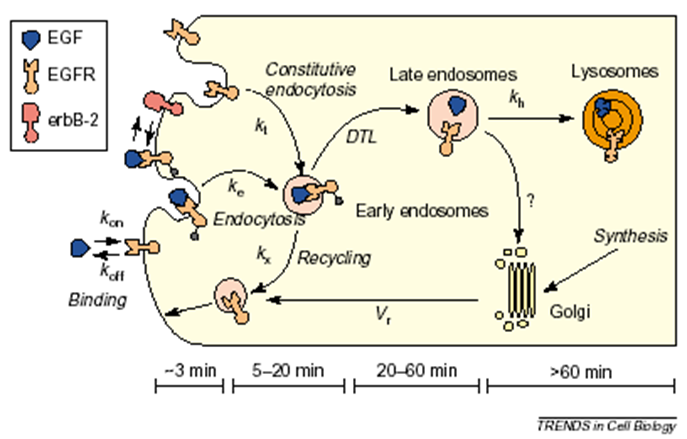 EGF
EGFR
erbB-2
Constitutive
endocytosis
kt
Late endosomes
Lysosomes
kh
DTL
ke
Endocytosis
Early endosomes
?
kon
koff
Binding
kx
Recycling
Synthesis
Golgi
Vr
~3 min
5–20 min
20–60 min
>60 min
TRENDS in Cell Biology